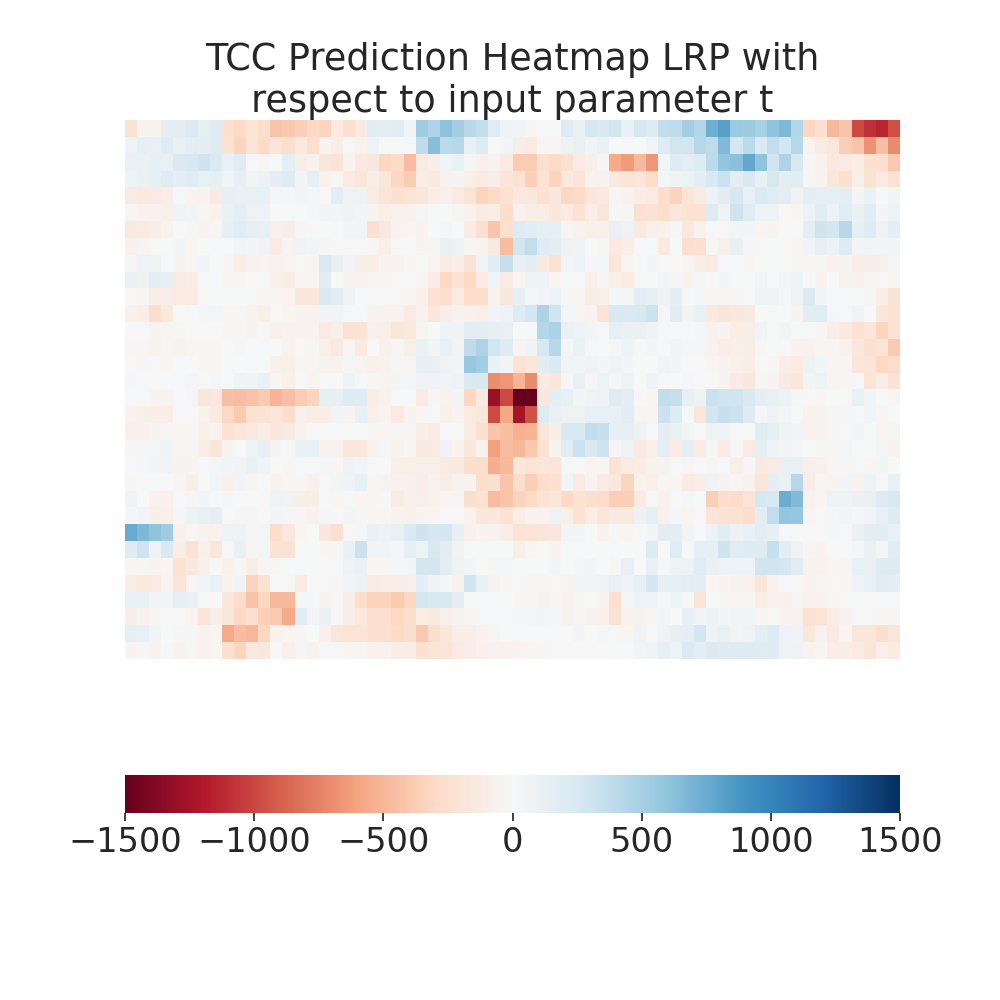 TCC Prediction Heatmap LRP with
respect to input parameter t
−1500 −1000 −500 0 500 1000 1500